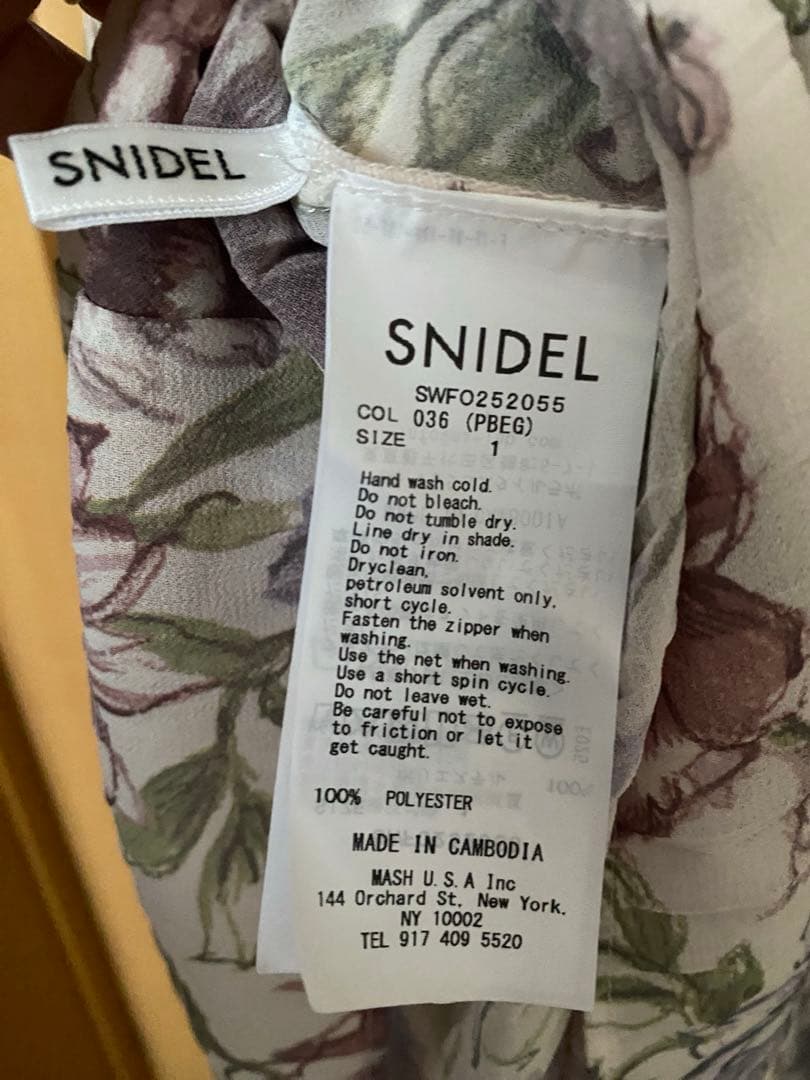 SNIDEL
SNIDEL
SWFO252055
COL 036 (PBEG)
SIZE 1
Hand wash cold.
Do not bleach.
Do not tumble dry.
Line dry in shade.
Do not iron.
Dryclean,
petroleum solvent only,
short cycle.
Fasten the zipper when
washing.
Use the net when washing.
Use a short spin cycle.
Do not leave wet.
Be careful not to expose
to friction or let it
get caught.
100% POLYESTER
MADE IN CAMBODIA
MASH U.S.A Inc
144 Orchard St, New York,
NY 10002
TEL 917 409 5520